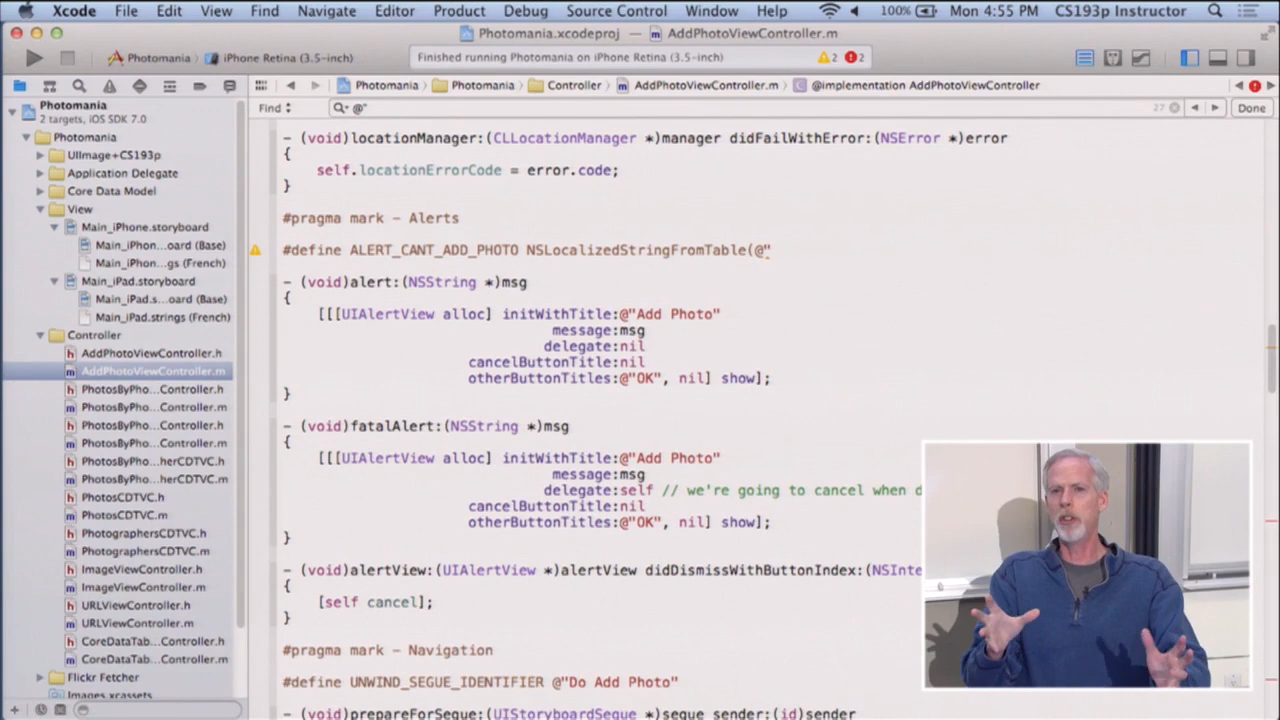 Xcode File Edit View Find Navigate Editor Product Debug Source Control Window Help 100% Mon 4:55 PM CS193p Instructor
Photomania.xcodeproj — AddPhotoViewController.m
Photomania iPhone Retina (3.5-inch) Finished running Photomania on iPhone Retina (3.5-inch) 2 2
Photomania Photomania Controller AddPhotoViewController.m @implementation AddPhotoViewController
Find @" 27 Done
Photomania
2 targets, iOS SDK 7.0
Photomania
UIImage+CS193p
Application Delegate
Core Data Model
View
Main_iPhone.storyboard
Main_iPhon...oard (Base)
Main_iPhon...gs (French)
Main_iPad.storyboard
Main_iPad.s...oard (Base)
Main_iPad.strings (French)
Controller
AddPhotoViewController.h
AddPhotoViewController.m
PhotosByPho...Controller.h
PhotosByPho...Controller.m
PhotosByPho...Controller.h
PhotosByPho...Controller.m
PhotosByPho...herCDTVC.h
PhotosByPho...herCDTVC.m
PhotosCDTVC.h
PhotosCDTVC.m
PhotographersCDTVC.h
PhotographersCDTVC.m
ImageViewController.h
ImageViewController.m
URLViewController.h
URLViewController.m
CoreDataTab...Controller.h
CoreDataTab...Controller.m
Flickr Fetcher
Images.xcassets
- (void)locationManager:(CLLocationManager *)manager didFailWithError:(NSError *)error
{
self.locationErrorCode = error.code;
}
#pragma mark - Alerts
#define ALERT_CANT_ADD_PHOTO NSLocalizedStringFromTable(@"
- (void)alert:(NSString *)msg
{
[[[UIAlertView alloc] initWithTitle:@"Add Photo"
message:msg
delegate:nil
cancelButtonTitle:nil
otherButtonTitles:@"OK", nil] show];
}
- (void)fatalAlert:(NSString *)msg
{
[[[UIAlertView alloc] initWithTitle:@"Add Photo"
message:msg
delegate:self // we're going to cancel when d
cancelButtonTitle:nil
otherButtonTitles:@"OK", nil] show];
}
- (void)alertView:(UIAlertView *)alertView didDismissWithButtonIndex:(NSInte
{
[self cancel];
}
#pragma mark - Navigation
#define UNWIND_SEGUE_IDENTIFIER @"Do Add Photo"
- (void)prepareForSegue:(UIStoryboardSegue *)segue sender:(id)sender